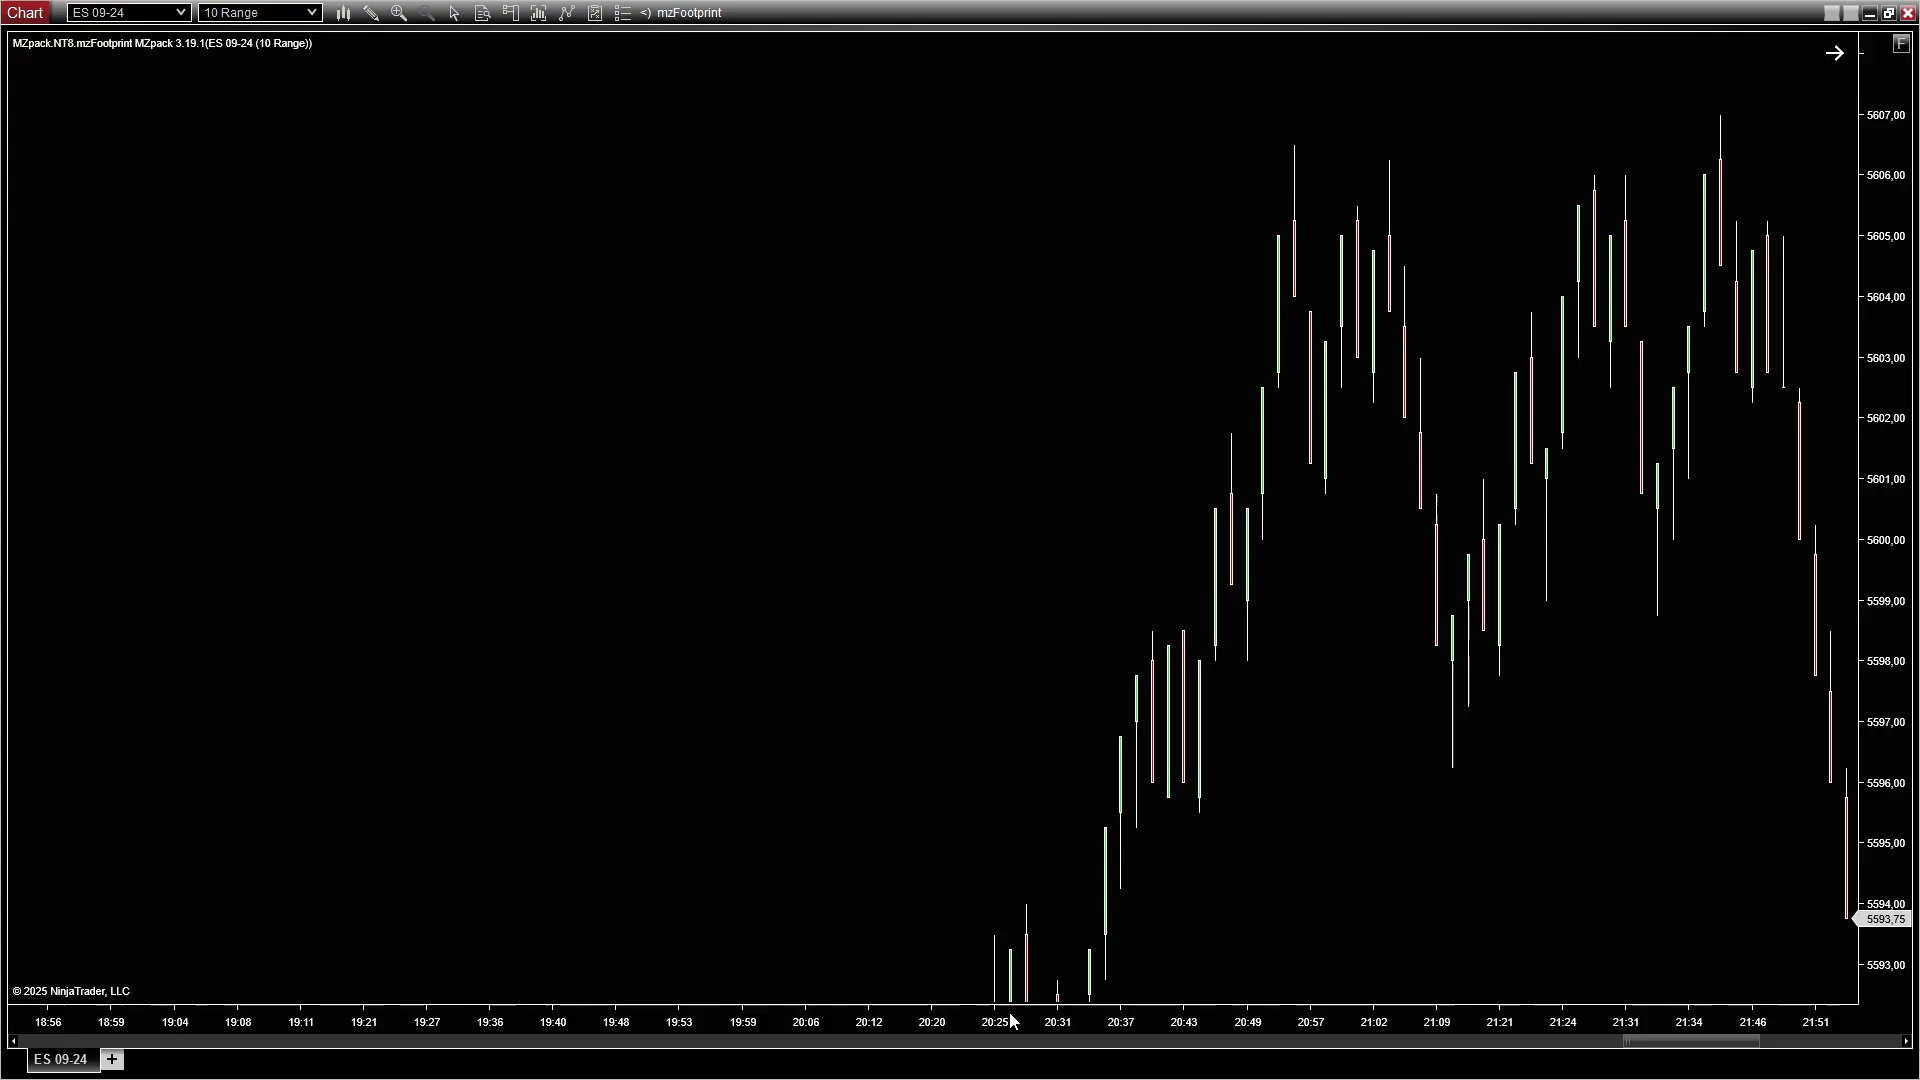 Chart ES 09-24 10 Range <) mzFootprint
MZpack.NT8.mzFootprint MZpack 3.19.1(ES 09-24 (10 Range))
F
5607,00
5606,00
5605,00
5604,00
5603,00
5602,00
5601,00
5600,00
5599,00
5598,00
5597,00
5596,00
5595,00
5594,00
5593,75
5593,00
© 2025 NinjaTrader, LLC
18:56 18:59 19:04 19:08 19:11 19:21 19:27 19:36 19:40 19:48 19:53 19:59 20:06 20:12 20:20 20:25 20:31 20:37 20:43 20:49 20:57 21:02 21:09 21:21 21:24 21:31 21:34 21:46 21:51
ES 09-24 +